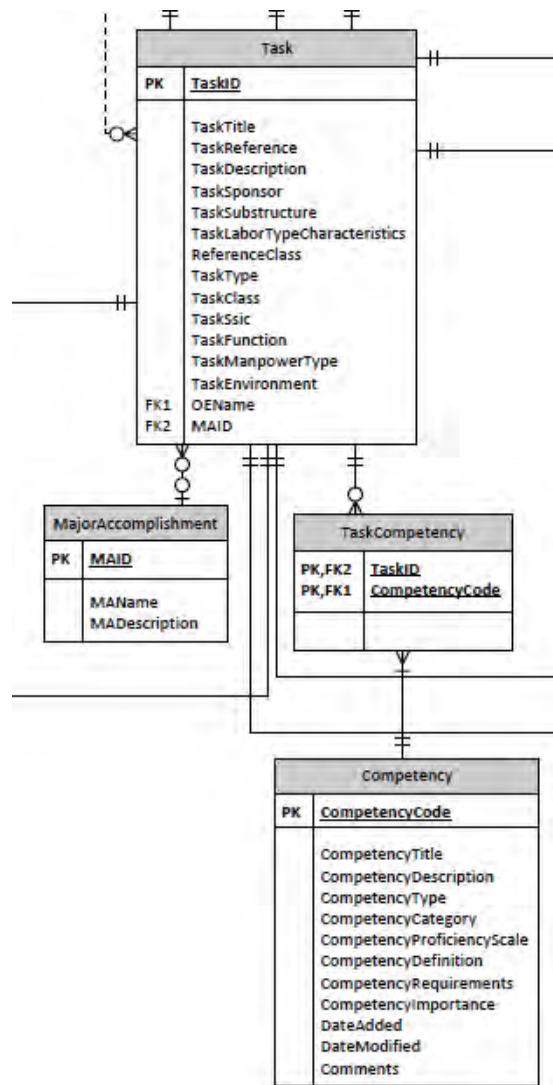 Task
PK TaskID
TaskTitle
TaskReference
TaskDescription
TaskSponsor
TaskSubstructure
TaskLaborTypeCharacteristics
ReferenceClass
TaskType
TaskClass
TaskSsic
TaskFunction
TaskManpowerType
TaskEnvironment
FK1 OEName
FK2 MAID
MajorAccomplishment
PK MAID
MAName
MADescription
TaskCompetency
PK,FK2 TaskID
PK,FK1 CompetencyCode
Competency
PK CompetencyCode
CompetencyTitle
CompetencyDescription
CompetencyType
CompetencyCategory
CompetencyProficiencyScale
CompetencyDefinition
CompetencyRequirements
CompetencyImportance
DateAdded
DateModified
Comments